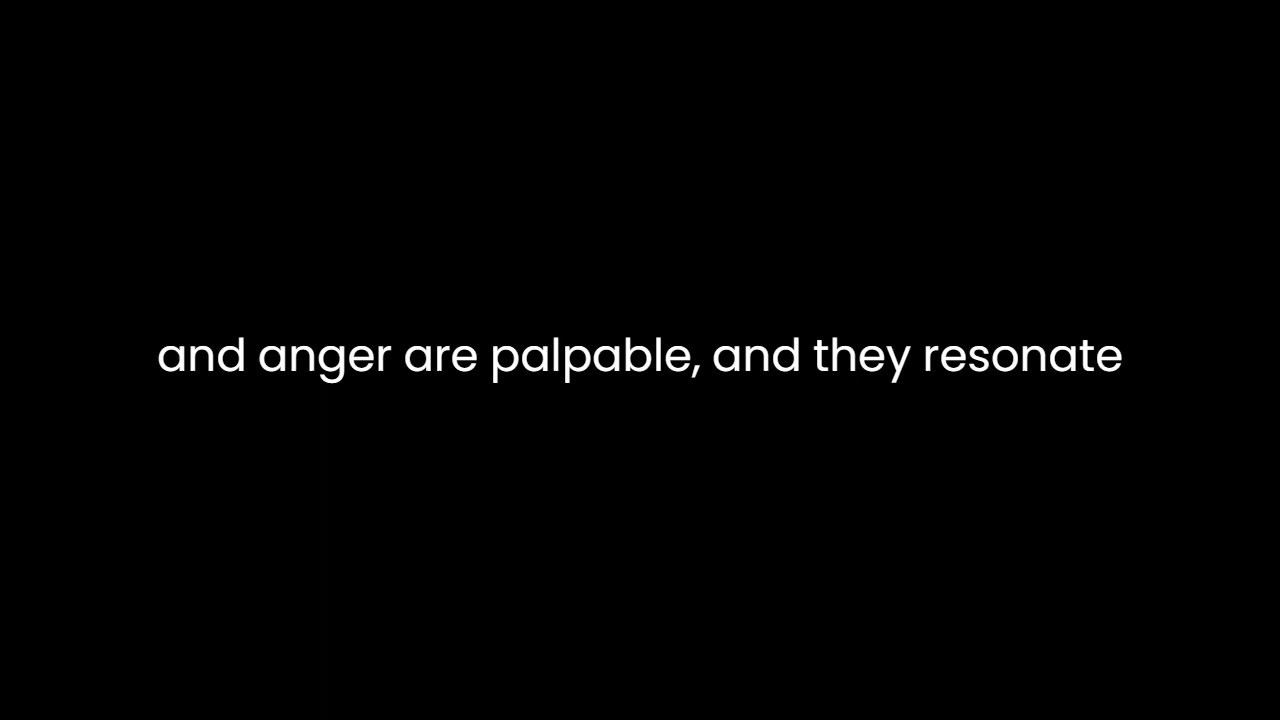 and anger are palpable, and they resonate